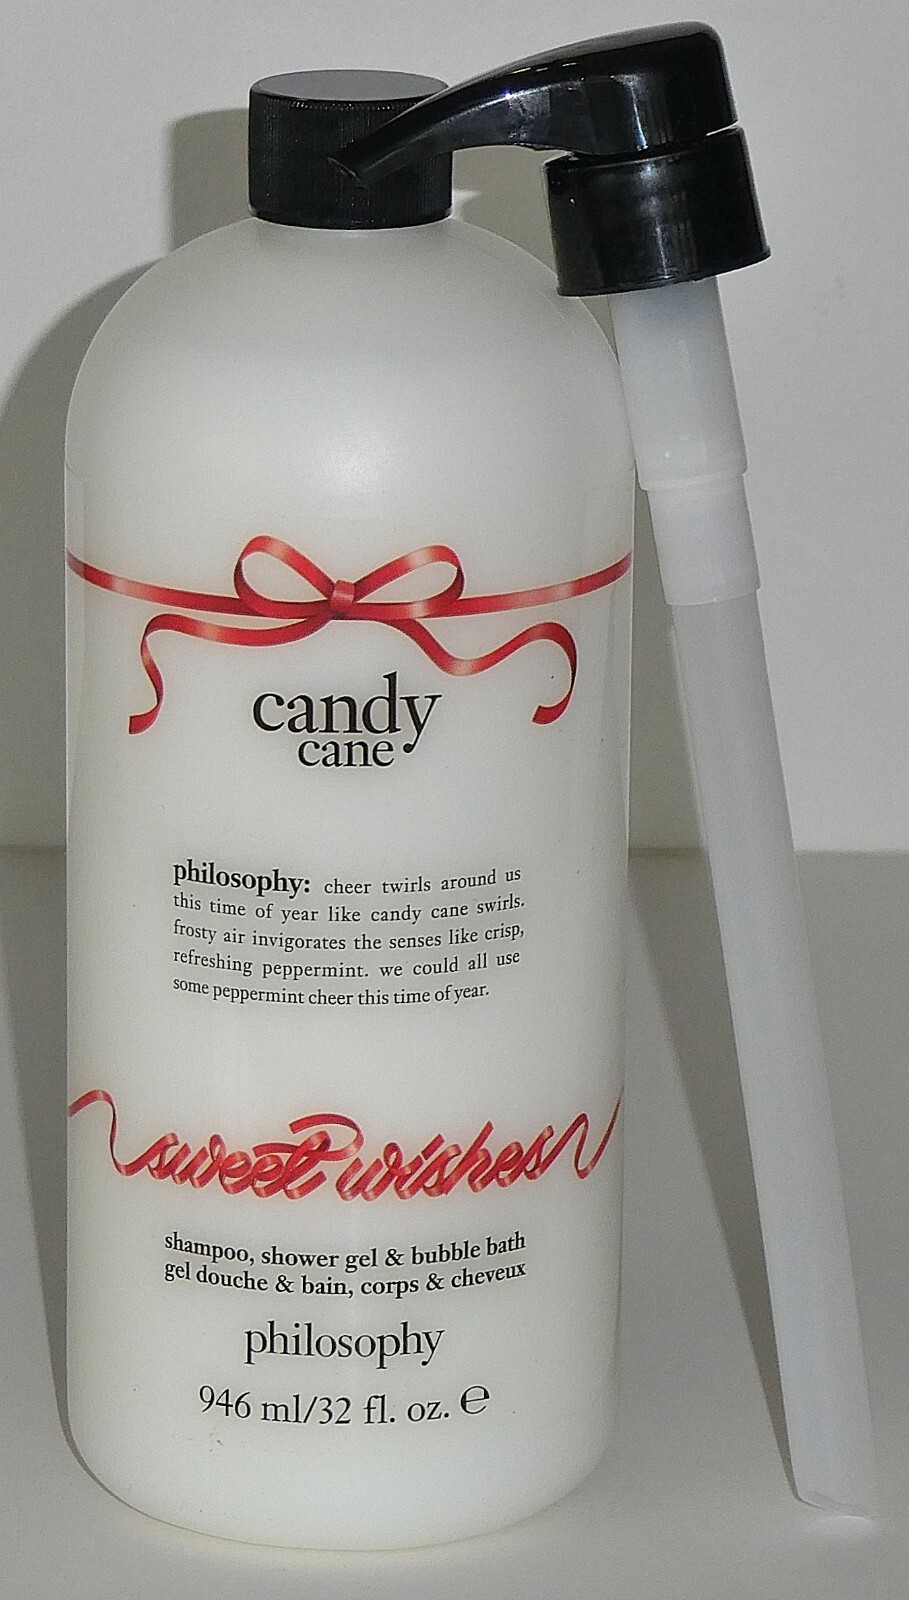 candy
cane
philosophy: cheer twirls around us
this time of year like candy cane swirls.
frosty air invigorates the senses like crisp,
refreshing peppermint. we could all use
some peppermint cheer this time of year.
sweet wishes
shampoo, shower gel & bubble bath
gel douche & bain, corps & cheveux
philosophy
946 ml/32 fl. oz. ℮